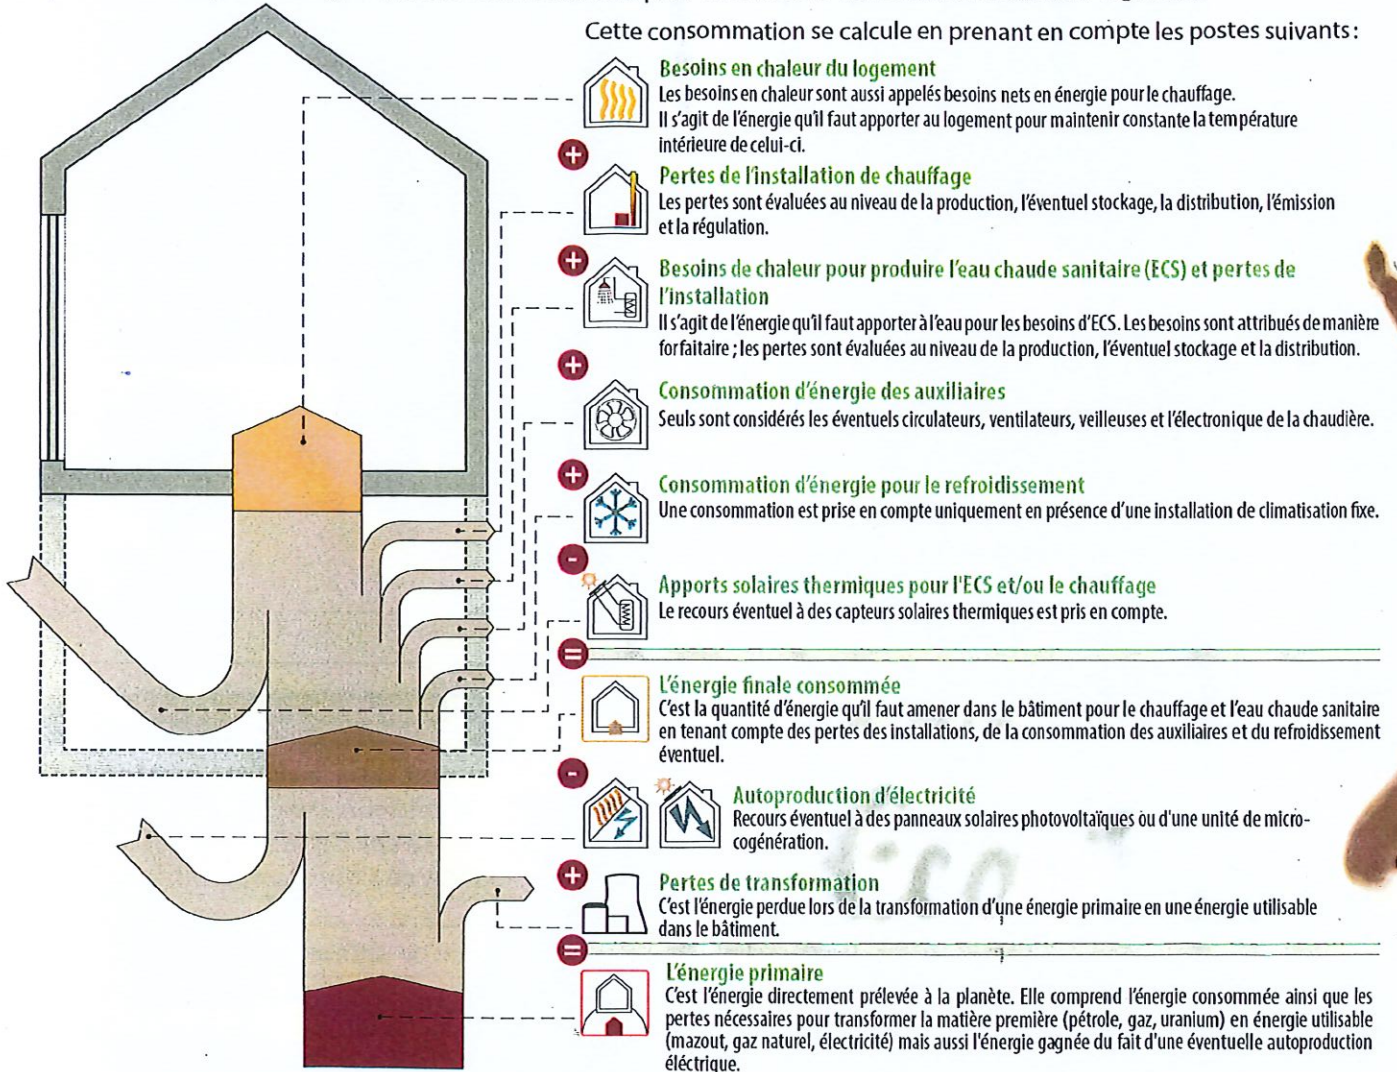 Cette consommation se calcule en prenant en compte les postes suivants :
Besoins en chaleur du logement
Les besoins en chaleur sont aussi appelés besoins nets en énergie pour le chauffage.
Il s'agit de l'énergie qu'il faut apporter au logement pour maintenir constante la température
intérieure de celui-ci.
+
Pertes de l'installation de chauffage
Les pertes sont évaluées au niveau de la production, l'éventuel stockage, la distribution, l'émission
et la régulation.
+
Besoins de chaleur pour produire l'eau chaude sanitaire (ECS) et pertes de
l'installation
Il s'agit de l'énergie qu'il faut apporter à l'eau pour les besoins d'ECS. Les besoins sont attribués de manière
forfaitaire ; les pertes sont évaluées au niveau de la production, l'éventuel stockage et la distribution.
+
Consommation d'énergie des auxiliaires
Seuls sont considérés les éventuels circulateurs, ventilateurs, veilleuses et l'électronique de la chaudière.
+
Consommation d'énergie pour le refroidissement
Une consommation est prise en compte uniquement en présence d'une installation de climatisation fixe.
-
Apports solaires thermiques pour l'ECS et/ou le chauffage
Le recours éventuel à des capteurs solaires thermiques est pris en compte.
=
L'énergie finale consommée
C'est la quantité d'énergie qu'il faut amener dans le bâtiment pour le chauffage et l'eau chaude sanitaire
en tenant compte des pertes des installations, de la consommation des auxiliaires et du refroidissement
éventuel.
-
Autoproduction d'électricité
Recours éventuel à des panneaux solaires photovoltaïques ou d'une unité de micro-
cogénération.
+
Pertes de transformation
C'est l'énergie perdue lors de la transformation d'une énergie primaire en une énergie utilisable
dans le bâtiment.
=
L'énergie primaire
C'est l'énergie directement prélevée à la planète. Elle comprend l'énergie consommée ainsi que les
pertes nécessaires pour transformer la matière première (pétrole, gaz, uranium) en énergie utilisable
(mazout, gaz naturel, électricité) mais aussi l'énergie gagnée du fait d'une éventuelle autoproduction
éléctrique.